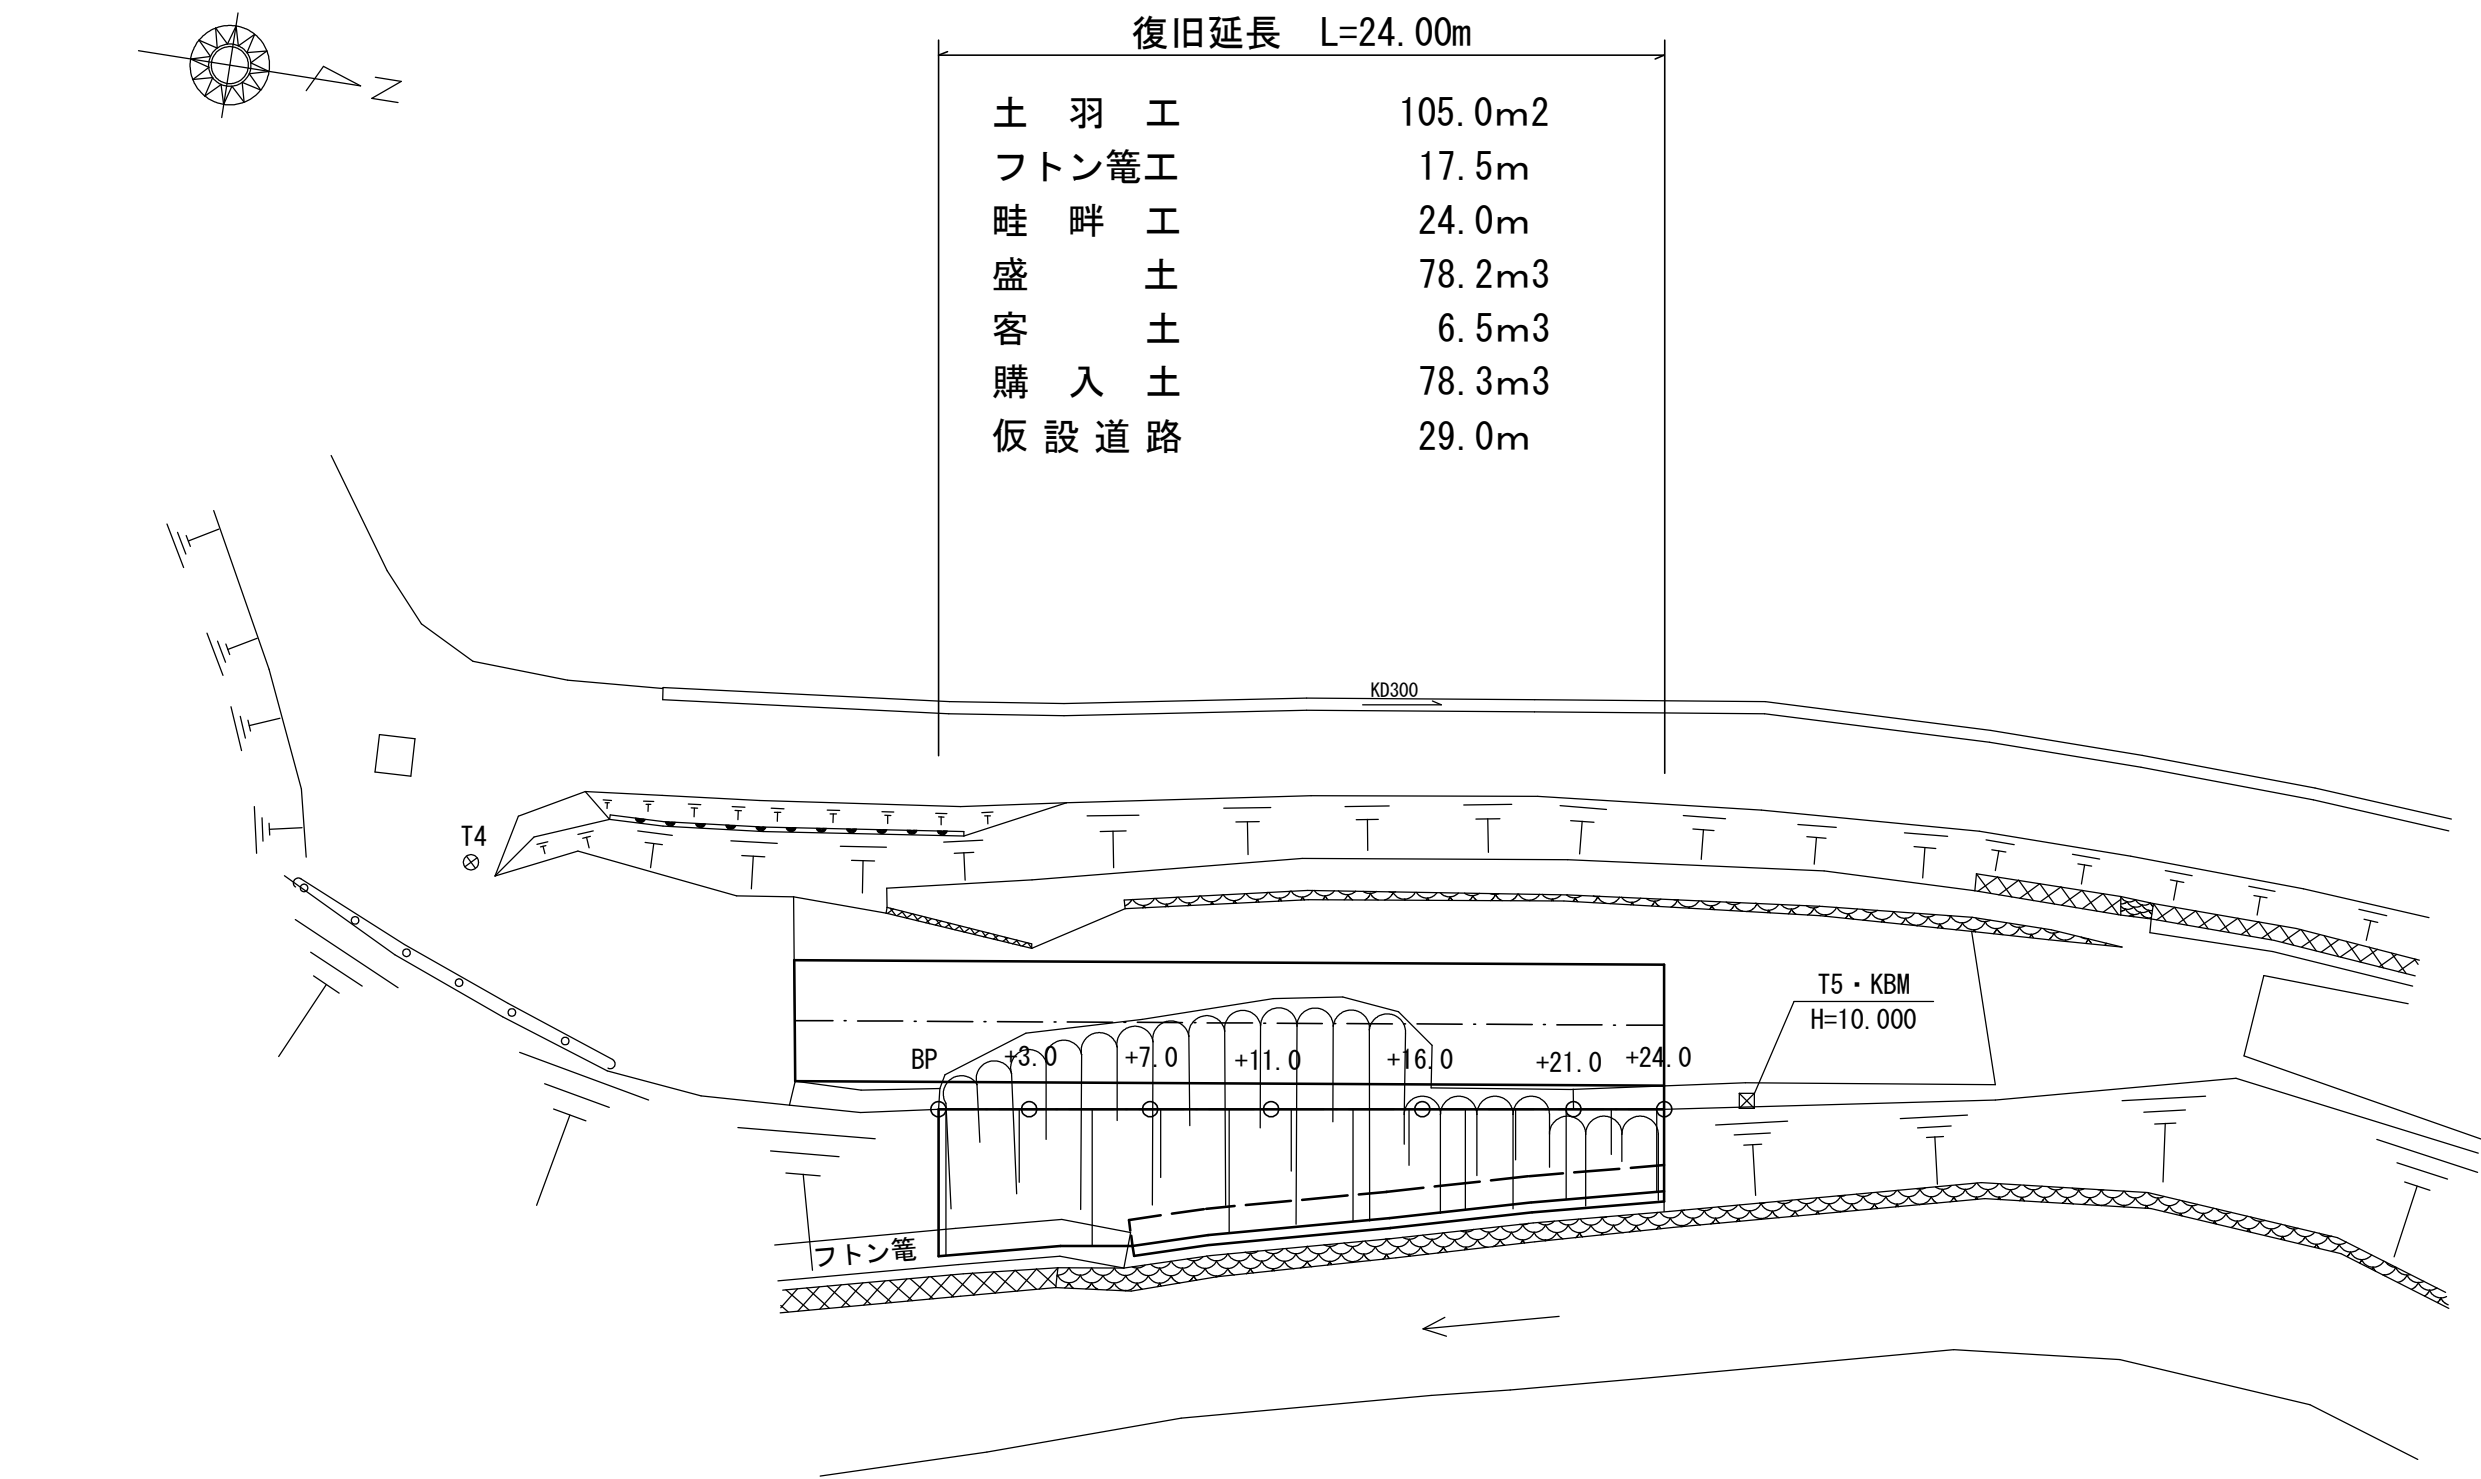 復旧延長 L=24.00m
N
土羽工 105.0m2
フトン篭工 17.5m
畦畔工 24.0m
盛土 78.2m3
客土 6.5m3
購入土 78.3m3
仮設道路 29.0m
KD300
T4
T5・KBM
H=10.000
BP +3.0 +7.0 +11.0 +16.0 +21.0 +24.0
フトン篭